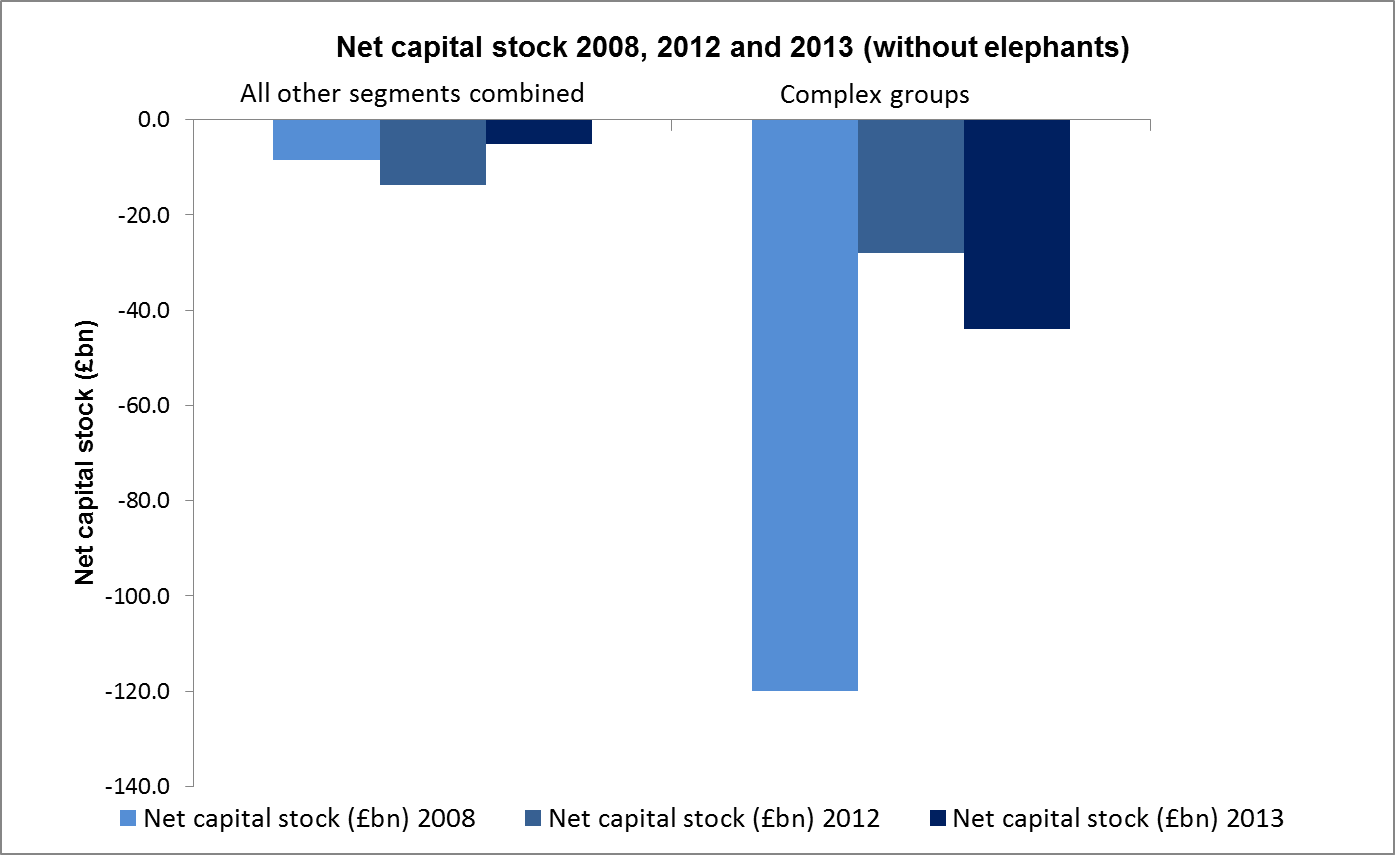 Net capital stock 2008, 2012 and 2013 (without elephants)
All other segments combined
Complex groups
0.0
-20.0
-40.0
-60.0
-80.0
-100.0
-120.0
-140.0
Net capital stock (£bn)
Net capital stock (£bn) 2008
Net capital stock (£bn) 2012
Net capital stock (£bn) 2013